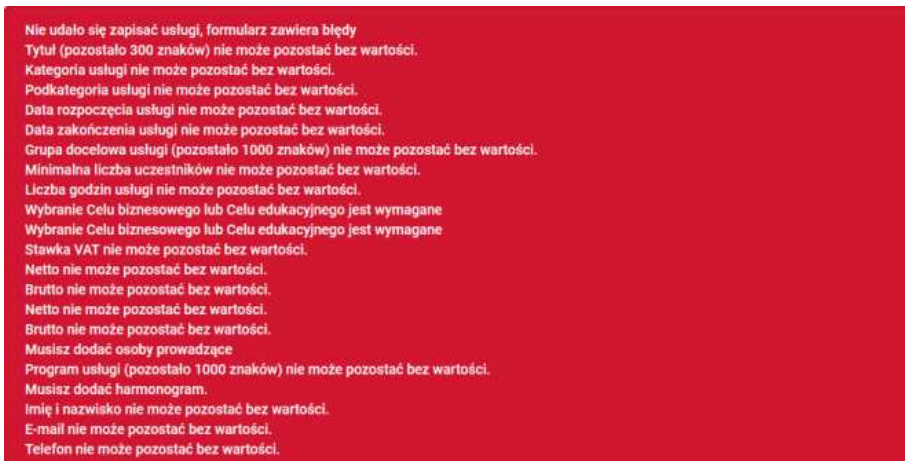 Nie udało się zapisać usługi, formularz zawiera błędy
Tytuł (pozostało 300 znaków) nie może pozostać bez wartości.
Kategoria usługi nie może pozostać bez wartości.
Podkategoria usługi nie może pozostać bez wartości.
Data rozpoczęcia usługi nie może pozostać bez wartości.
Data zakończenia usługi nie może pozostać bez wartości.
Grupa docelowa usługi (pozostało 1000 znaków) nie może pozostać bez wartości.
Minimalna liczba uczestników nie może pozostać bez wartości.
Liczba godzin usługi nie może pozostać bez wartości.
Wybranie Celu biznesowego lub Celu edukacyjnego jest wymagane
Wybranie Celu biznesowego lub Celu edukacyjnego jest wymagane
Stawka VAT nie może pozostać bez wartości.
Netto nie może pozostać bez wartości.
Brutto nie może pozostać bez wartości.
Netto nie może pozostać bez wartości.
Brutto nie może pozostać bez wartości.
Musisz dodać osoby prowadzące
Program usługi (pozostało 1000 znaków) nie może pozostać bez wartości.
Musisz dodać harmonogram.
Imię i nazwisko nie może pozostać bez wartości.
E-mail nie może pozostać bez wartości.
Telefon nie może pozostać bez wartości.